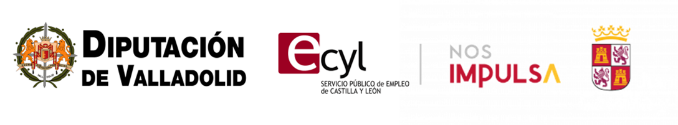 DIPUTACIÓN
DE VALLADOLID
ecyl
SERVICIO PÚBLICO de EMPLEO
de CASTILLA Y LEÓN
NOS
IMPULSA